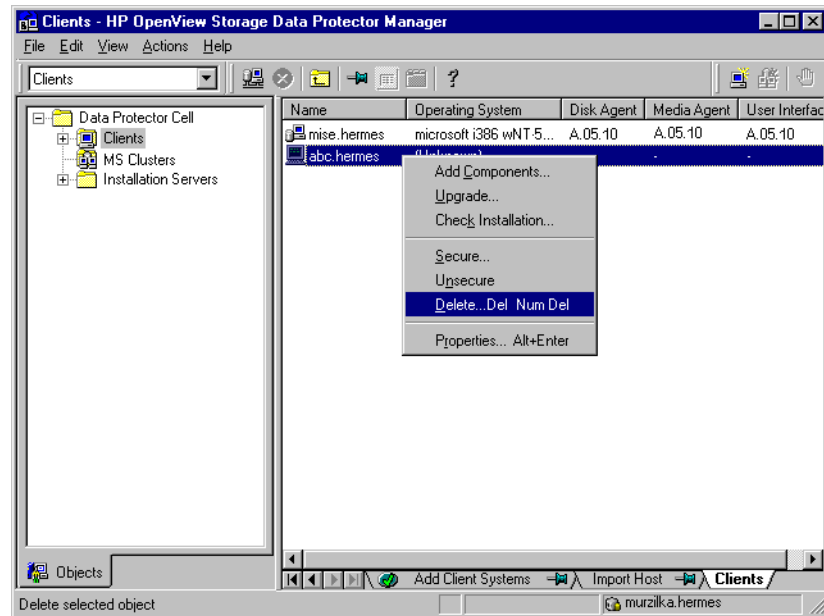 Clients - HP OpenView Storage Data Protector Manager
File Edit View Actions Help
Clients
Data Protector Cell
Clients
MS Clusters
Installation Servers
Objects
Name Operating System Disk Agent Media Agent User Interfac
mise.hermes microsoft i386 wNT-5... A.05.10 A.05.10 A.05.10
abc.hermes (Unknown) - -
Add Components...
Upgrade...
Check Installation...
Secure...
Unsecure
Delete...Del Num Del
Properties... Alt+Enter
Add Client Systems Import Host Clients
Delete selected object
murzilka.hermes